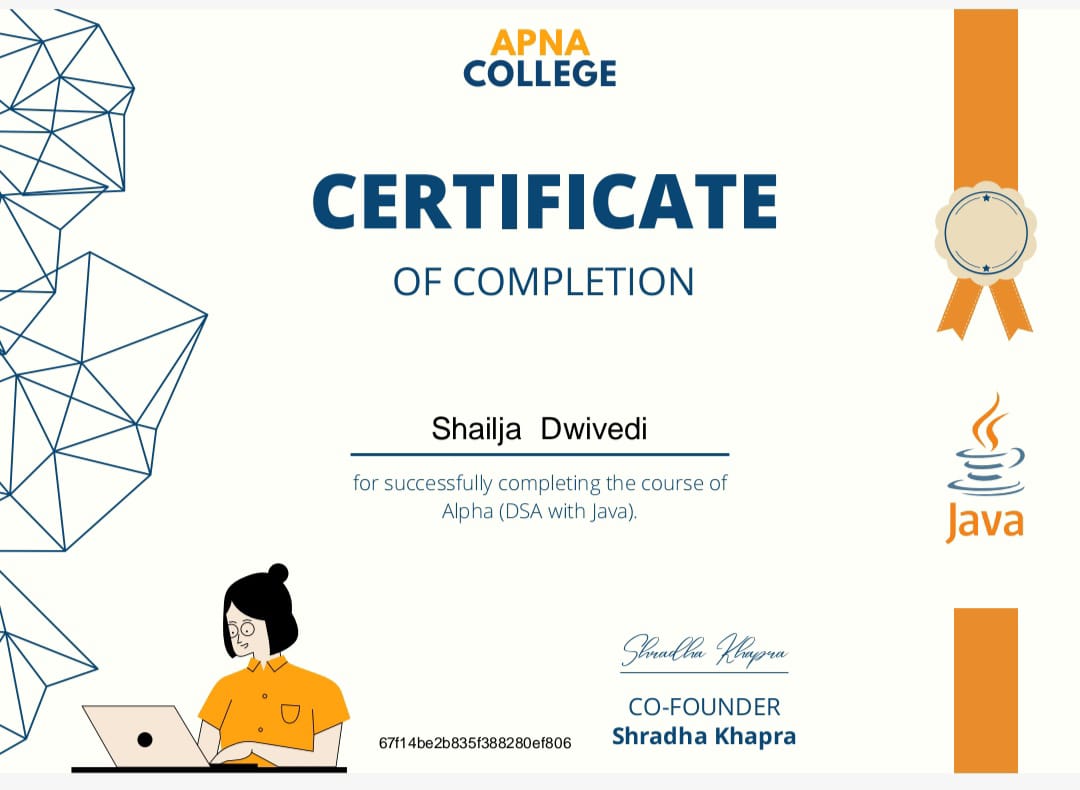 APNA
COLLEGE
CERTIFICATE
OF COMPLETION
Shailja Dwivedi
for successfully completing the course of
Alpha (DSA with Java).
Java
Shradha Khapra
CO-FOUNDER
Shradha Khapra
67f14be2b835f388280ef806